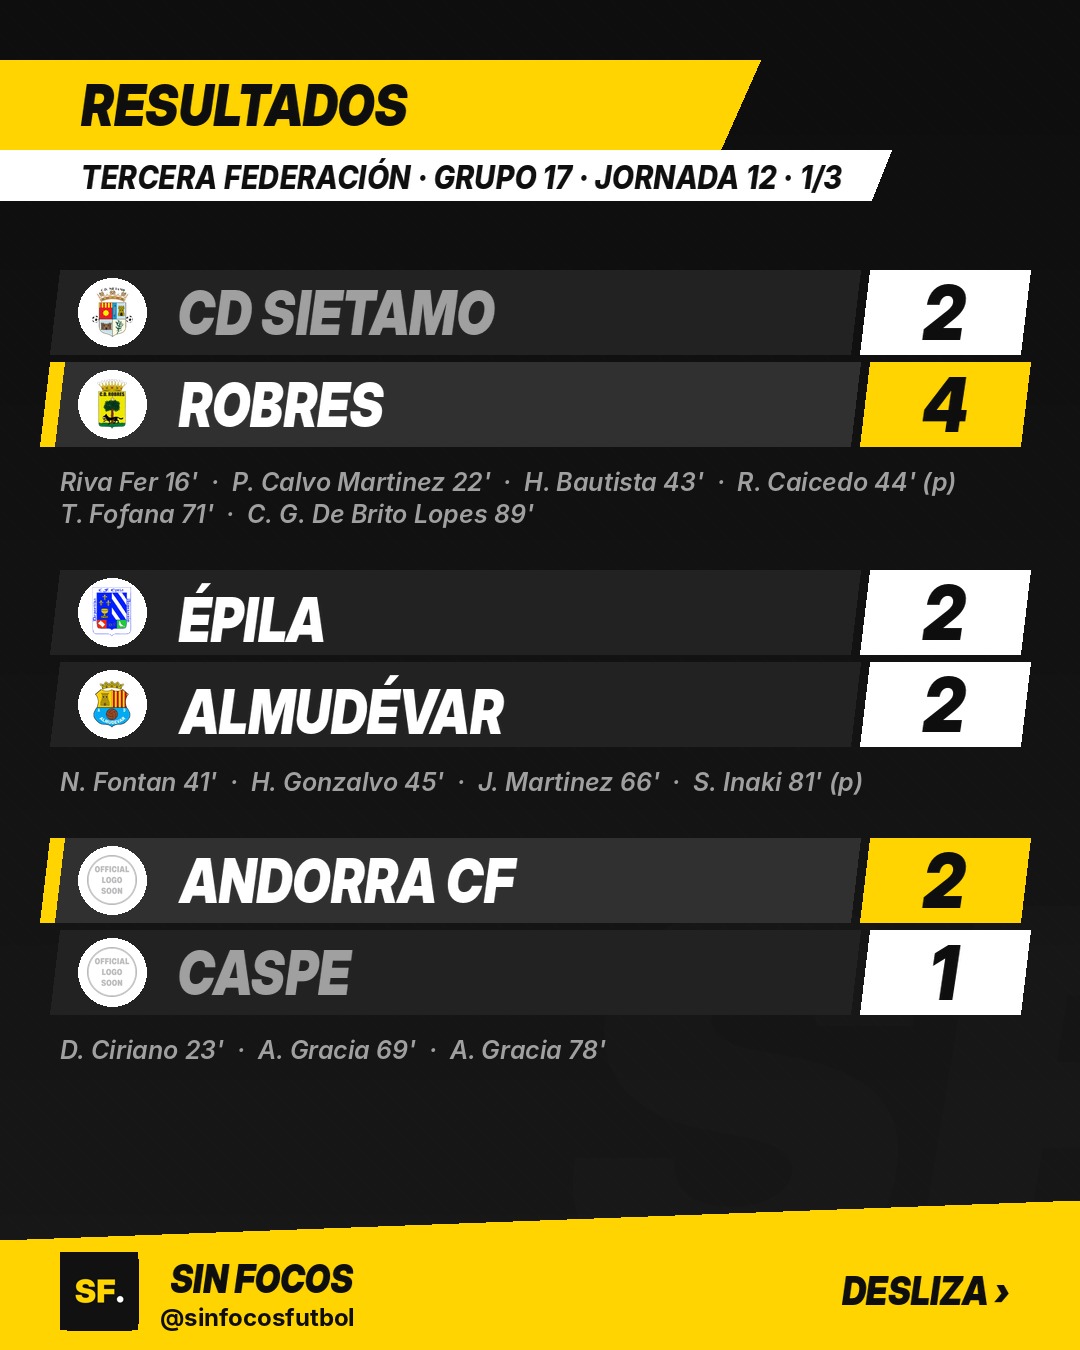 RESULTADOS
TERCERA FEDERACIÓN · GRUPO 17 · JORNADA 12 · 1/3
CD SIETAMO 2
C.D. ROBRES
ROBRES 4
Riva Fer 16' · P. Calvo Martinez 22' · H. Bautista 43' · R. Caicedo 44' (p)
T. Fofana 71' · C. G. De Brito Lopes 89'
ÉPILA 2
ALMUDÉVAR
ALMUDÉVAR 2
N. Fontan 41' · H. Gonzalvo 45' · J. Martinez 66' · S. Inaki 81' (p)
OFFICIAL
LOGO
SOON
ANDORRA CF 2
OFFICIAL
LOGO
SOON
CASPE 1
D. Ciriano 23' · A. Gracia 69' · A. Gracia 78'
SF.
SIN FOCOS
@sinfocosfutbol
DESLIZA ›